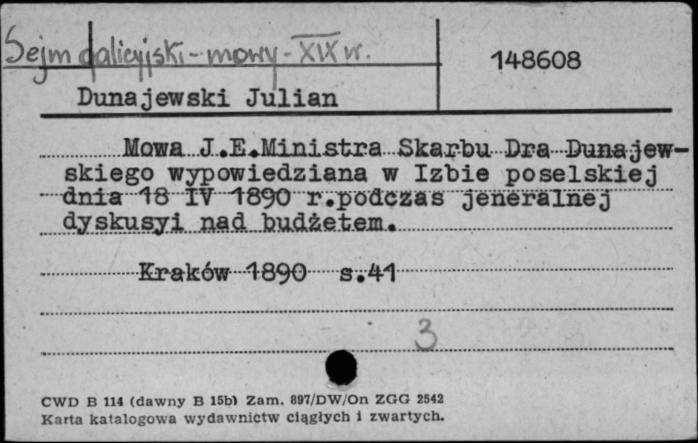 Sejm galicyjski - mowy - XIX w.
148608
Dunajewski Julian
Mowa J.E.Ministra Skarbu Dra Dunajew-
skiego wypowiedziana w Izbie poselskiej
dnia 18 IV 1890 r.podczas jeneralnej
dyskusyi nad budżetem.
Kraków 1890 s.41
3
CWD B 114 (dawny B 15b) Zam. 897/DW/On ZGG 2542
Karta katalogowa wydawnictw ciągłych i zwartych.